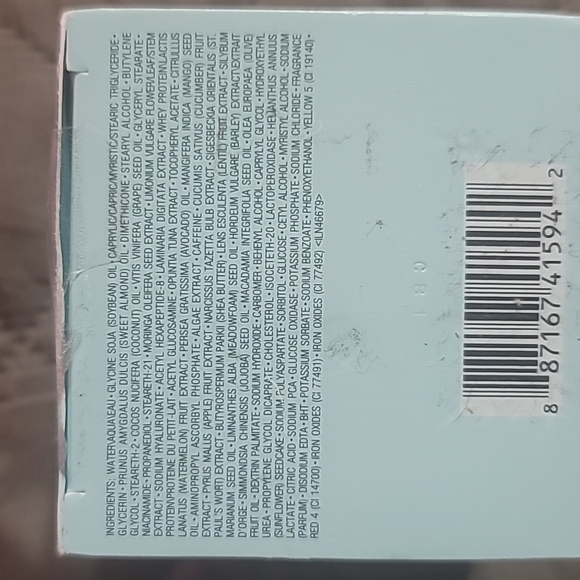 INGREDIENTS: WATER\AQUA\EAU • GLYCINE SOJA (SOYBEAN) OIL • CAPRYLIC/CAPRIC/MYRISTIC/STEARIC TRIGLYCERIDE •
GLYCERIN • PRUNUS AMYGDALUS DULCIS (SWEET ALMOND) OIL • DIMETHICONE • STEARYL ALCOHOL • BUTYLENE
GLYCOL • STEARETH-2 • COCOS NUCIFERA (COCONUT) OIL • VITIS VINIFERA (GRAPE) SEED OIL • GLYCERYL STEARATE •
NIACINAMIDE • PROPANEDIOL • STEARETH-21 • MORINGA OLEIFERA SEED EXTRACT • LIMONIUM VULGARE FLOWER/LEAF/STEM
EXTRACT • SODIUM HYALURONATE • ACETYL HEXAPEPTIDE-8 • LAMINARIA DIGITATA EXTRACT • WHEY PROTEIN\LACTIS
PROTEIN\PROTÉINE DU PETIT-LAIT • ACETYL GLUCOSAMINE • OPUNTIA TUNA EXTRACT • TOCOPHERYL ACETATE • CITRULLUS
LANATUS (WATERMELON) FRUIT EXTRACT • PERSEA GRATISSIMA (AVOCADO) OIL • MANGIFERA INDICA (MANGO) SEED
OIL • AMINOPROPYL ASCORBYL PHOSPHATE • ALGAE EXTRACT • CAFFEINE • CUCUMIS SATIVUS (CUCUMBER) FRUIT
EXTRACT • PYRUS MALUS (APPLE) FRUIT EXTRACT • NARCISSUS TAZETTA BULB EXTRACT • SIGESBECKIA ORIENTALIS (ST.
PAUL'S WORT) EXTRACT • BUTYROSPERMUM PARKII (SHEA BUTTER) • LENS ESCULENTA (LENTIL) FRUIT EXTRACT • SILYBUM
MARIANUM SEED OIL • LIMNANTHES ALBA (MEADOWFOAM) SEED OIL • HORDEUM VULGARE (BARLEY) EXTRACT\EXTRAIT
D'ORGE • SIMMONDSIA CHINENSIS (JOJOBA) SEED OIL • MACADAMIA INTEGRIFOLIA SEED OIL • OLEA EUROPAEA (OLIVE)
FRUIT OIL • DEXTRIN PALMITATE • SODIUM HYDROXIDE • CARBOMER • BEHENYL ALCOHOL • CAPRYLYL GLYCOL • HYDROXYETHYL
UREA • PROPYLENE GLYCOL DICAPRATE • CHOLESTEROL • ISOCETETH-20 • LACTOPEROXIDASE • HELIANTHUS ANNUUS
(SUNFLOWER) SEEDCAKE • SODIUM POLYASPARTATE • SORBITOL • GLUCOSE • CETYL ALCOHOL • MYRISTYL ALCOHOL • SODIUM
LACTATE • CITRIC ACID • SODIUM PCA • GLUCOSE OXIDASE • POTASSIUM PHOSPHATE • SODIUM CHLORIDE • FRAGRANCE
(PARFUM) • DISODIUM EDTA • BHT • POTASSIUM SORBATE • SODIUM BENZOATE • PHENOXYETHANOL • YELLOW 5 (CI 19140) •
RED 4 (CI 14700) • IRON OXIDES (CI 77491) • IRON OXIDES (CI 77492) <ILN46679>
8 87167 41594 2